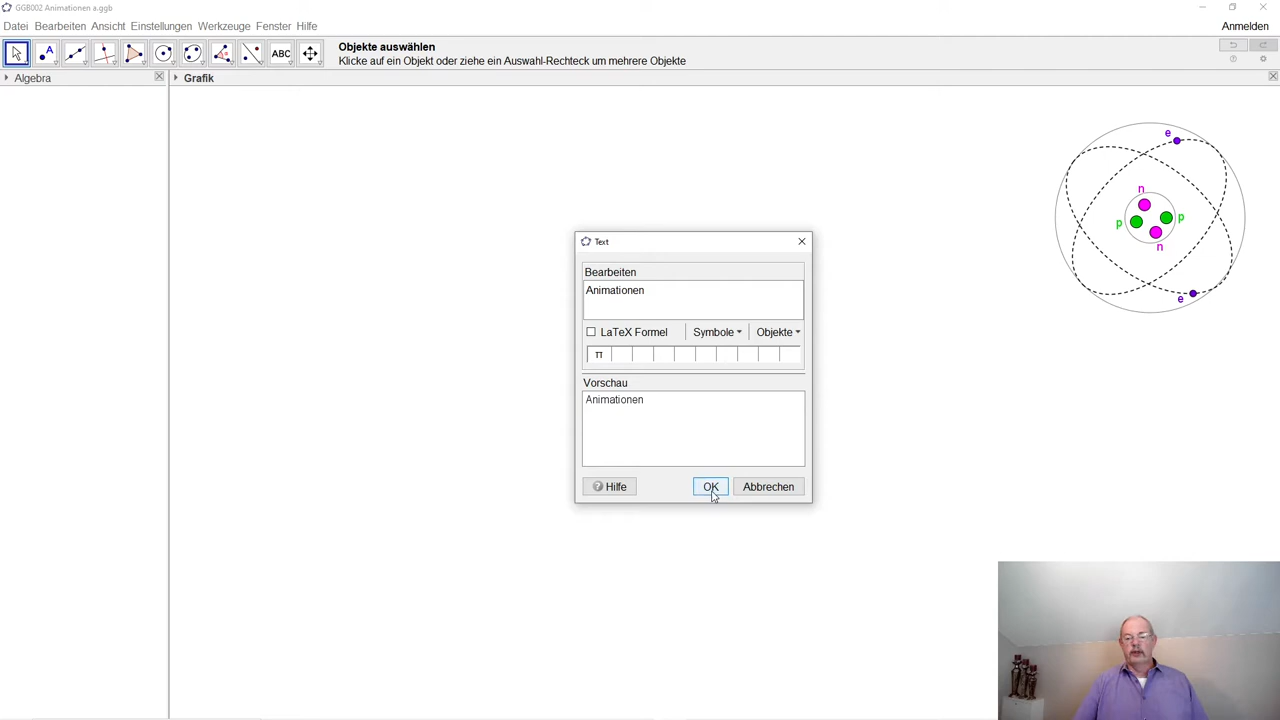 GGB002 Animationen a.ggb
Datei Bearbeiten Ansicht Einstellungen Werkzeuge Fenster Hilfe
Anmelden
A
ABC
Objekte auswählen
Klicke auf ein Objekt oder ziehe ein Auswahl-Rechteck um mehrere Objekte
Algebra
Grafik
e
n
p
p
n
e
Text
Bearbeiten
Animationen
LaTeX Formel Symbole Objekte
π
Vorschau
Animationen
Hilfe
OK
Abbrechen